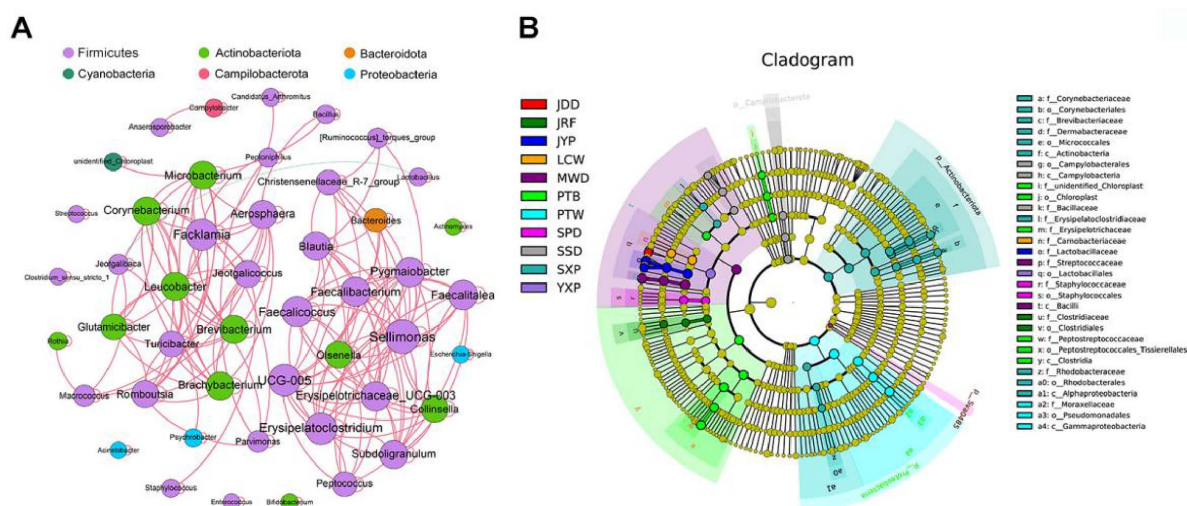 A
Firmicutes
Actinobacteriota
Bacteroidota
Cyanobacteria
Campilobacterota
Proteobacteria
Candidatus_Arthromitus
Campylobacter
Anaerosporobacter
Bacillus
[Ruminococcus]_torques_group
unidentified_Chloroplast
Peptoniphilus
Microbacterium
Christensenellaceae_R-7_group
Lactobacillus
Corynebacterium
Aerosphaera
Streptococcus
Bacteroides
Facklamia
Actinomyces
Blautia
Jeotgalibaca
Jeotgalicoccus
Pygmaiobacter
Clostridium_sensu_stricto_1
Leucobacter
Faecalibacterium
Faecalitalea
Faecalicoccus
Glutamicibacter
Brevibacterium
Sellimonas
Rothia
Turicibacter
Olsenella
Escherichia-Shigella
Brachybacterium
UCG-005
Macrococcus
Romboutsia
Erysipelotrichaceae_UCG-003
Collinsella
Erysipelatoclostridium
Psychrobacter
Parvimonas
Acinetobacter
Subdoligranulum
Staphylococcus
Peptococcus
Enterococcus
Bifidobacterium
B
Cladogram
JDD
JRF
JYP
LCW
MWD
PTB
PTW
SPD
SSD
SXP
YXP
p__Actinobacteriota
p__Proteobacteria
e
f
b
s
r
v
z
a0
a1
a3
a4
a: f__Corynebacteriaceae
b: o__Corynebacteriales
c: f__Brevibacteriaceae
d: f__Dermabacteraceae
e: o__Micrococcales
f: c__Actinobacteria
g: o__Campylobacterales
h: c__Campylobacteria
i: f__unidentified_Chloroplast
j: o__Chloroplast
k: f__Bacillaceae
l: f__Erysipelatoclostridiaceae
m: f__Erysipelotrichaceae
n: f__Carnobacteriaceae
o: f__Lactobacillaceae
p: f__Streptococcaceae
q: o__Lactobacillales
r: f__Staphylococcaceae
s: o__Staphylococcales
t: c__Bacilli
u: f__Clostridiaceae
v: o__Clostridiales
w: f__Peptostreptococcaceae
x: o__Peptostreptococcales_Tissierellales
y: c__Clostridia
z: f__Rhodobacteraceae
a0: o__Rhodobacterales
a1: c__Alphaproteobacteria
a2: f__Moraxellaceae
a3: o__Pseudomonadales
a4: c__Gammaproteobacteria